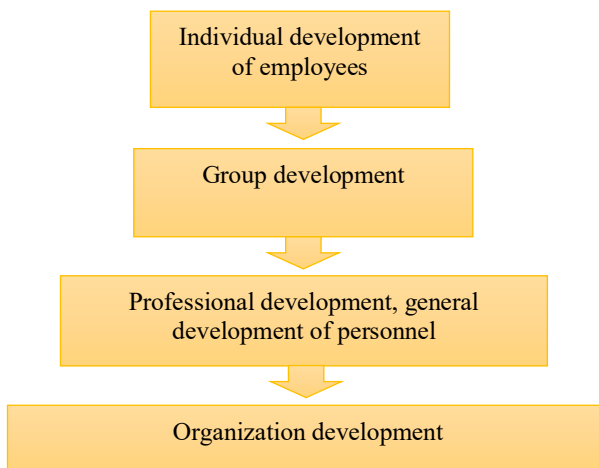 Individual development
of employees
Group development
Professional development, general
development of personnel
Organization development